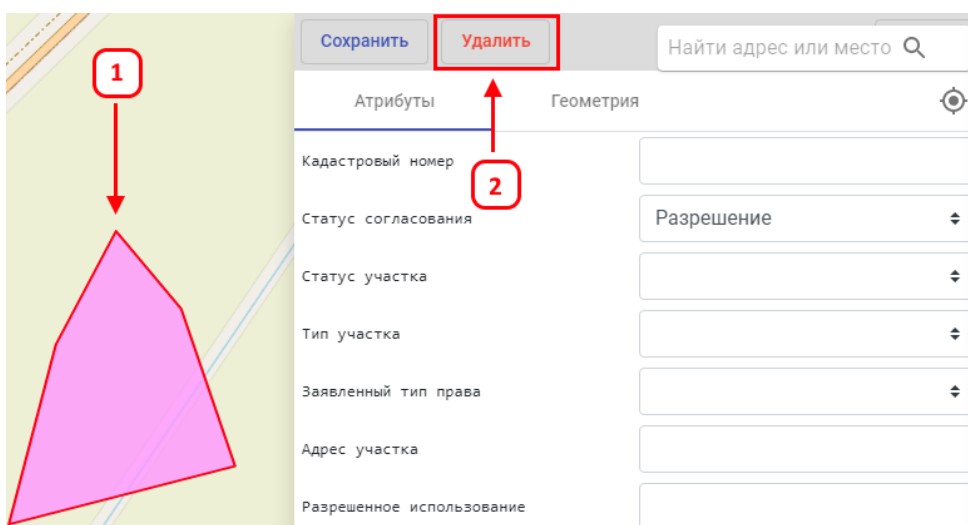 Сохранить
Удалить
Найти адрес или место
1
Атрибуты
Геометрия
Кадастровый номер
2
Статус согласования
Разрешение
Статус участка
Тип участка
Заявленный тип права
Адрес участка
Разрешенное использование